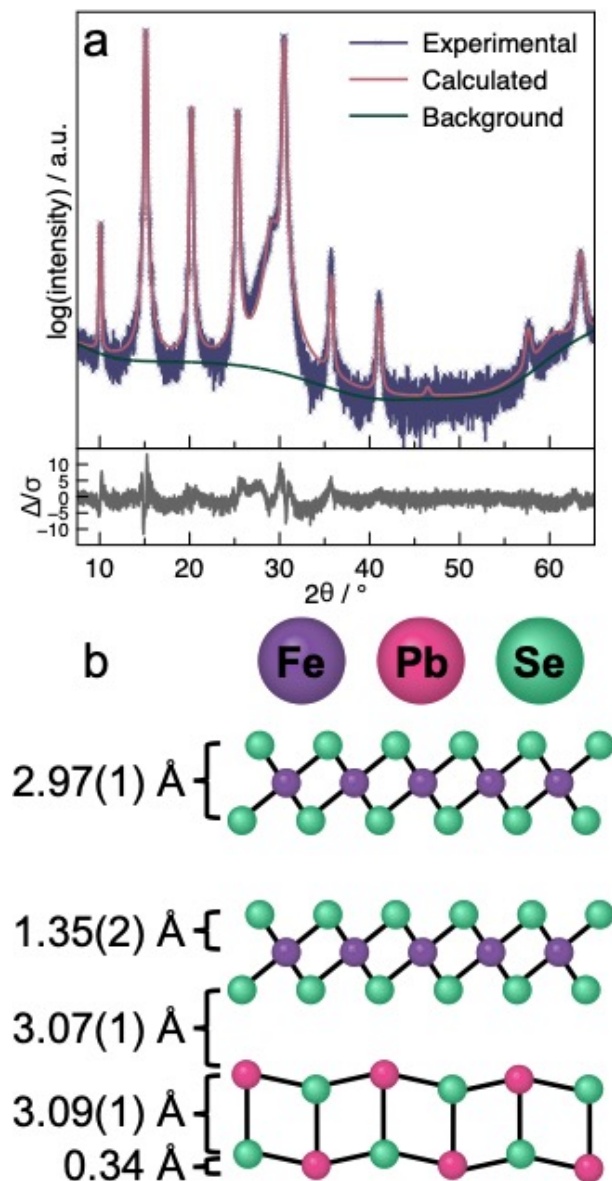 a
Experimental
Calculated
Background
log(intensity) / a.u.
10
5
0
−5
−10
Δ/σ
10 20 30 40 50 60
2θ / °
b
Fe Pb Se
2.97(1) Å
1.35(2) Å
3.07(1) Å
3.09(1) Å
0.34 Å